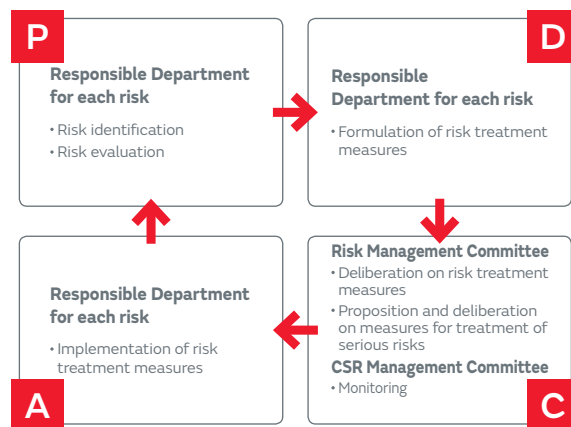 P
Responsible Department
for each risk
・Risk identification
・Risk evaluation
D
Responsible
Department for each risk
・Formulation of risk treatment
measures
Risk Management Committee
・Deliberation on risk treatment
measures
・Proposition and deliberation
on measures for treatment of
serious risks
CSR Management Committee
・Monitoring
C
Responsible Department
for each risk
・Implementation of risk
treatment measures
A